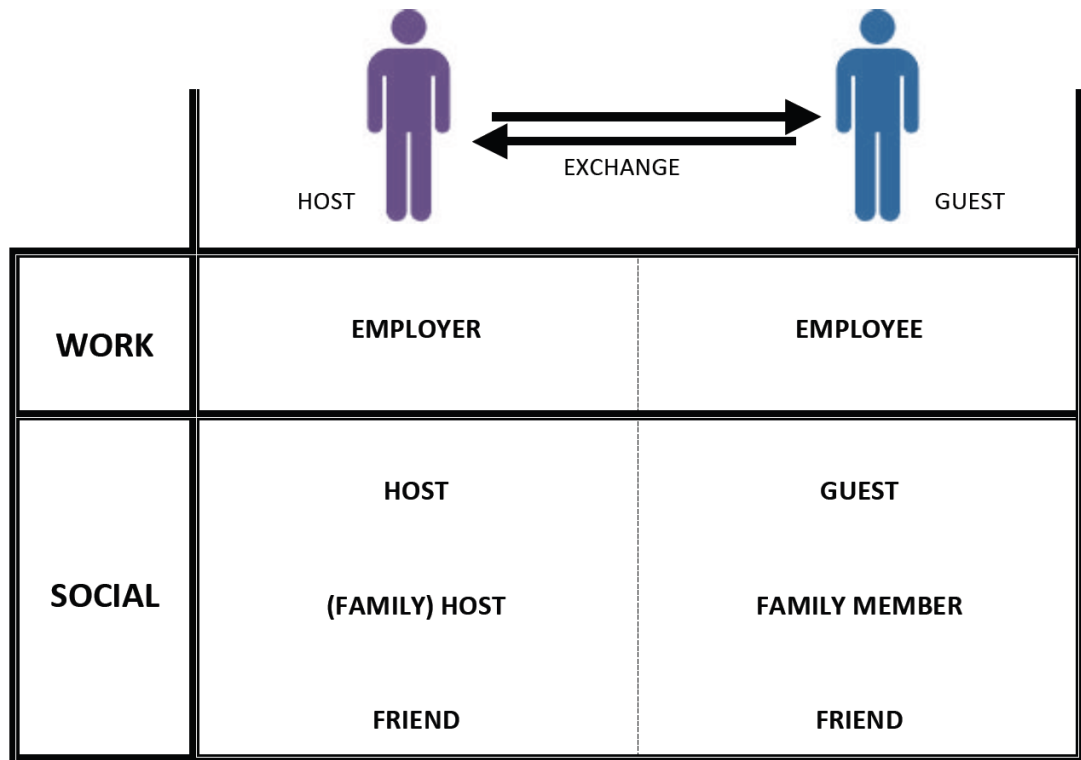 EXCHANGE
HOST
GUEST
WORK
EMPLOYER
EMPLOYEE
SOCIAL
HOST
GUEST
(FAMILY) HOST
FAMILY MEMBER
FRIEND
FRIEND